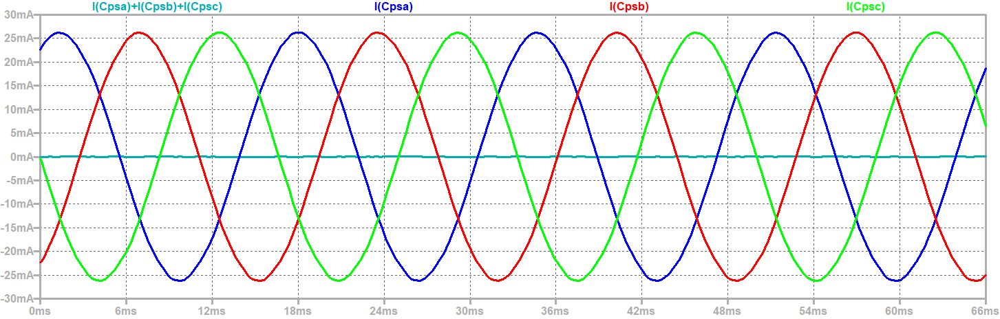 I(Cpsa)+I(Cpsb)+I(Cpsc) I(Cpsa) I(Cpsb) I(Cpsc)
30mA
25mA
20mA
15mA
10mA
5mA
0mA
-5mA
-10mA
-15mA
-20mA
-25mA
-30mA
0ms 6ms 12ms 18ms 24ms 30ms 36ms 42ms 48ms 54ms 60ms 66ms